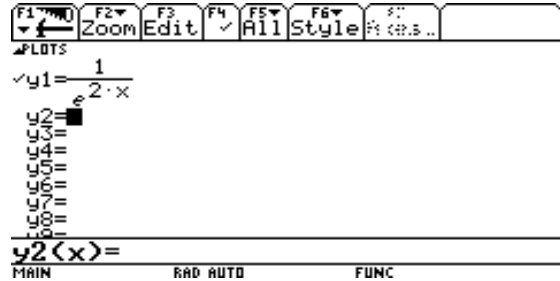 F1 F2 Zoom F3 Edit F4 ✓ F5 All F6 Style
PLOTS
✓y1=1/e^2·x
y2=
y3=
y4=
y5=
y6=
y7=
y8=
y9=
y2(x)=
MAIN RAD AUTO FUNC